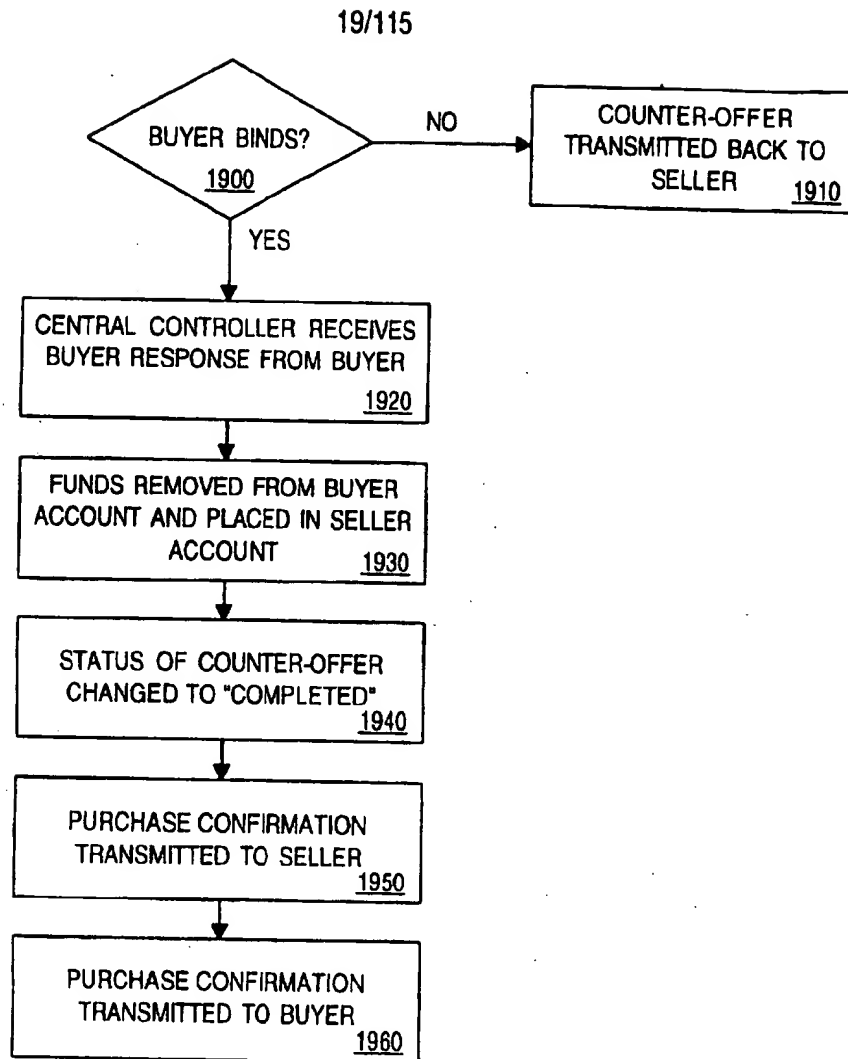 19/115
BUYER BINDS?
1900
NO
COUNTER-OFFER
TRANSMITTED BACK TO
SELLER
1910
YES
CENTRAL CONTROLLER RECEIVES
BUYER RESPONSE FROM BUYER
1920
FUNDS REMOVED FROM BUYER
ACCOUNT AND PLACED IN SELLER
ACCOUNT
1930
STATUS OF COUNTER-OFFER
CHANGED TO "COMPLETED"
1940
PURCHASE CONFIRMATION
TRANSMITTED TO SELLER
1950
PURCHASE CONFIRMATION
TRANSMITTED TO BUYER
1960